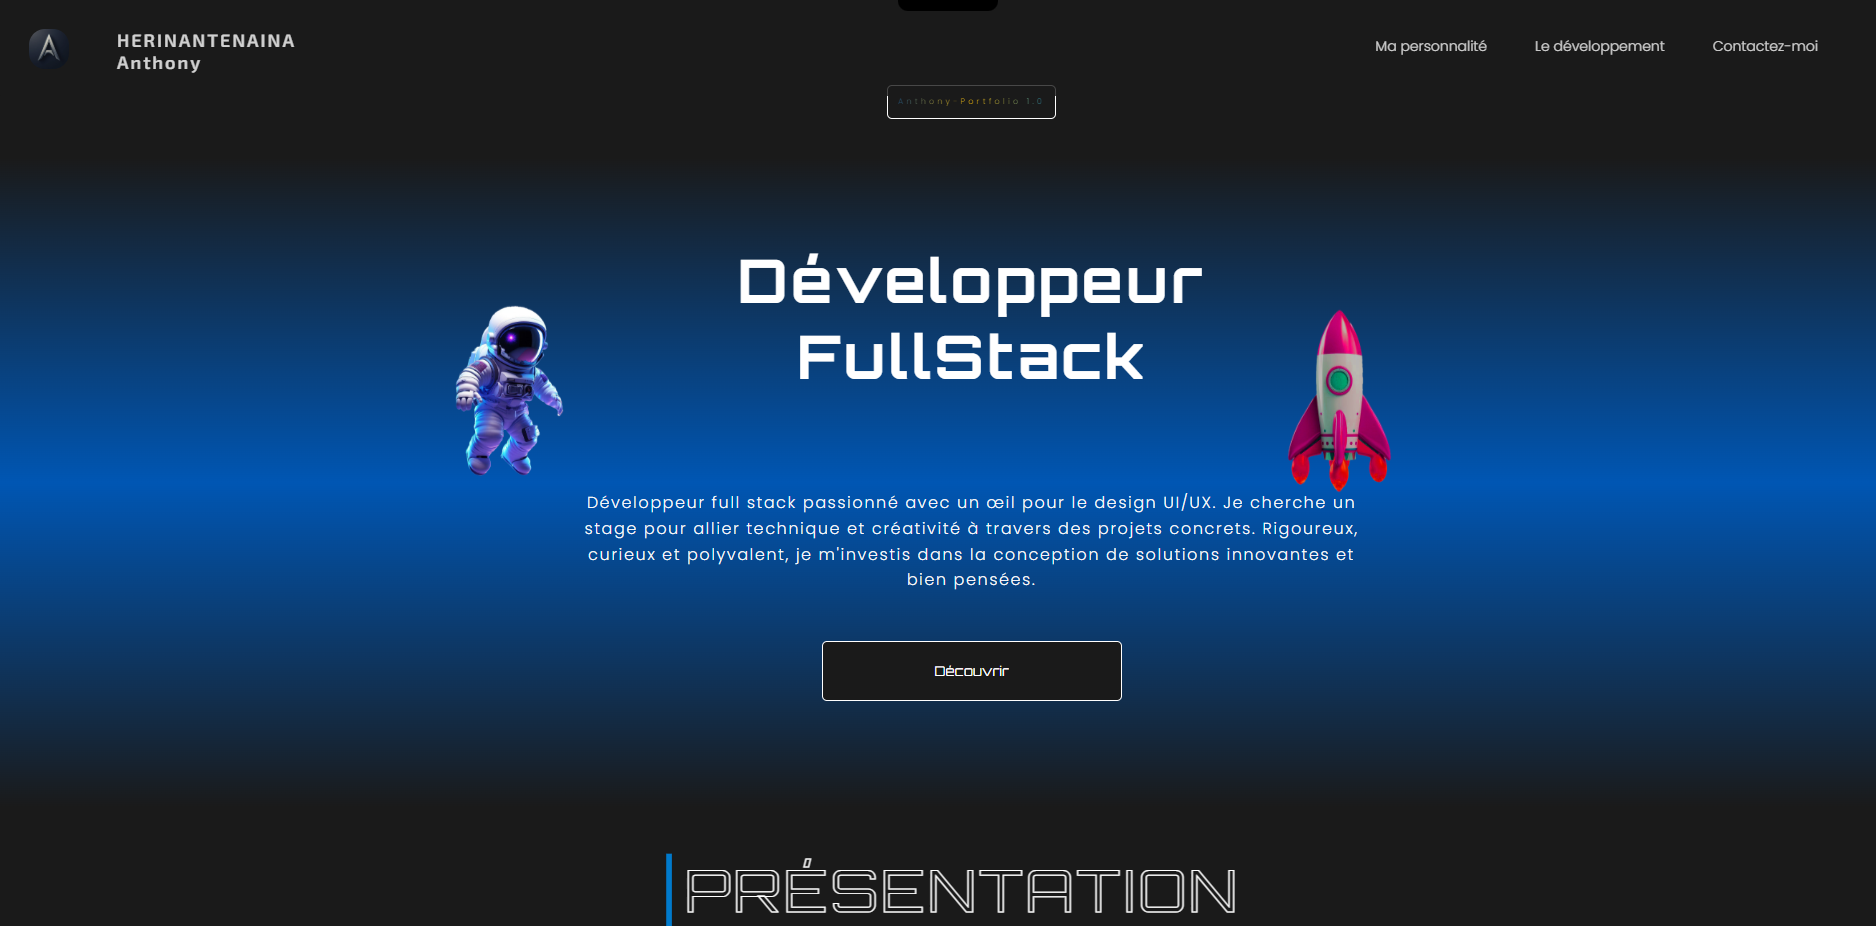 HERINANTENAINA
Anthony
Ma personnalité
Le développement
Contactez-moi
Anthony-Portfolio 1.0
Développeur
FullStack
Développeur full stack passionné avec un œil pour le design UI/UX. Je cherche un
stage pour allier technique et créativité à travers des projets concrets. Rigoureux,
curieux et polyvalent, je m'investis dans la conception de solutions innovantes et
bien pensées.
Découvrir
PRÉSENTATION